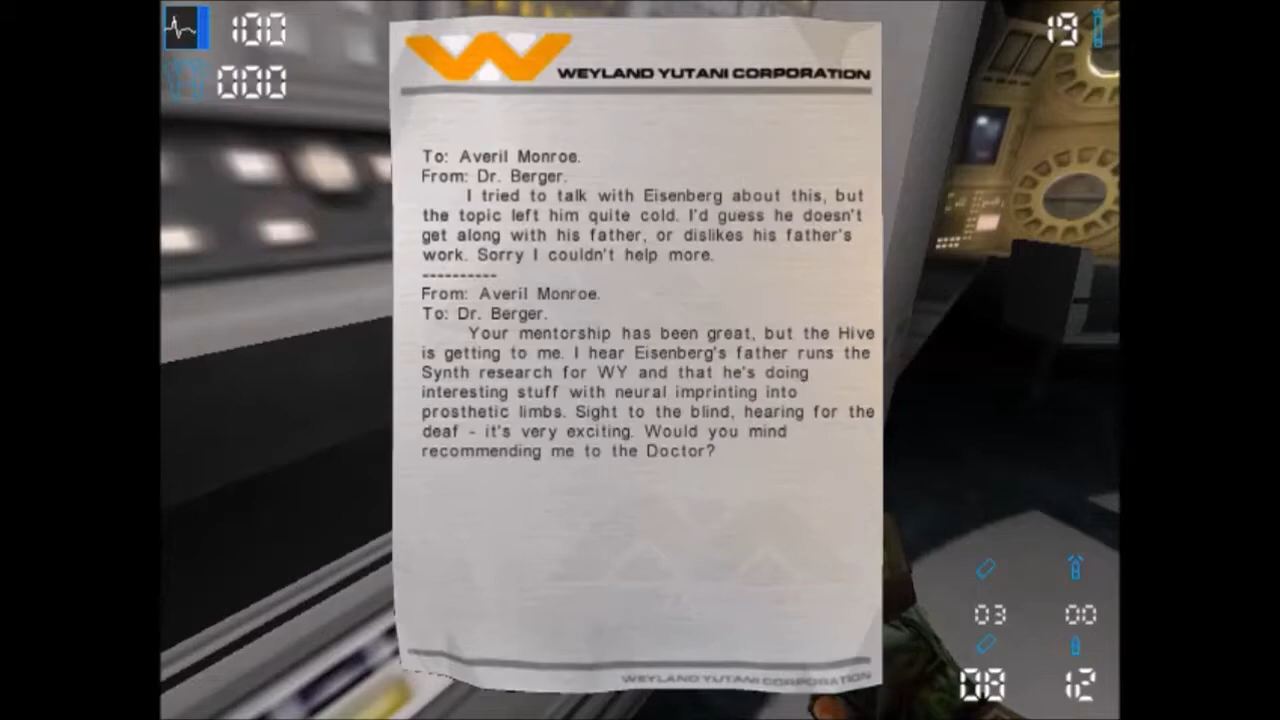 100
19
000
WEYLAND YUTANI CORPORATION
To: Averil Monroe.
From: Dr. Berger.
I tried to talk with Eisenberg about this, but
the topic left him quite cold. I'd guess he doesn't
get along with his father, or dislikes his father's
work. Sorry I couldn't help more.
----------
From: Averil Monroe.
To: Dr. Berger.
Your mentorship has been great, but the Hive
is getting to me. I hear Eisenberg's father runs the
Synth research for WY and that he's doing
interesting stuff with neural imprinting into
prosthetic limbs. Sight to the blind, hearing for the
deaf - it's very exciting. Would you mind
recommending me to the Doctor?
03 00
08 12
WEYLAND YUTANI CORPORATION